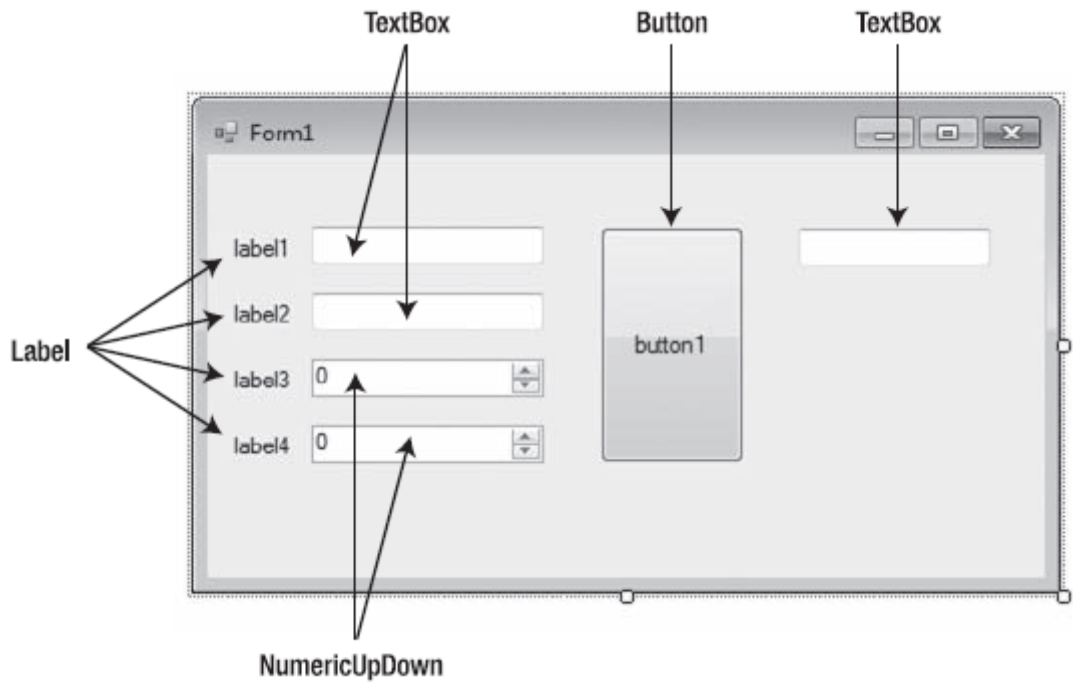 TextBox
Button
TextBox
Form1
label1
label2
Label
button1
label3
0
label4
0
NumericUpDown